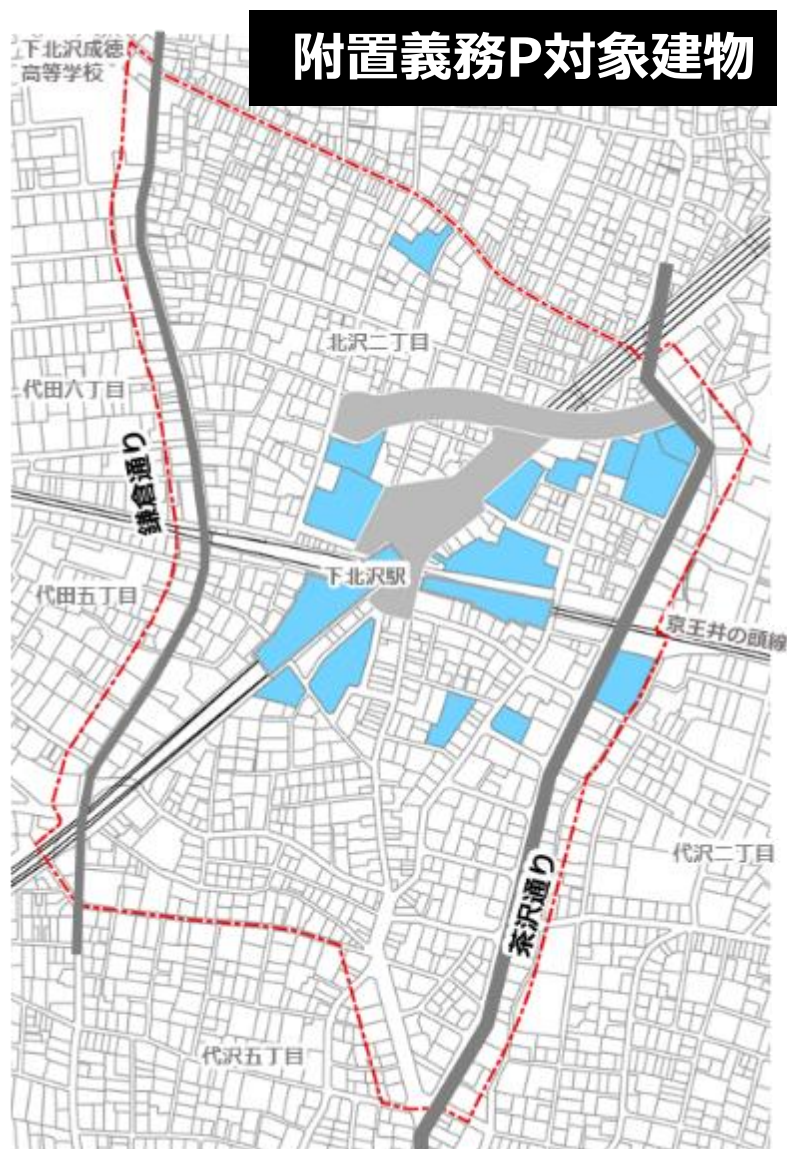 附置義務P対象建物
下北沢成徳
高等学校
北沢二丁目
代田六丁目
鎌倉通り
下北沢駅
代田五丁目
京王井の頭線
代沢二丁目
茶沢通り
代沢五丁目